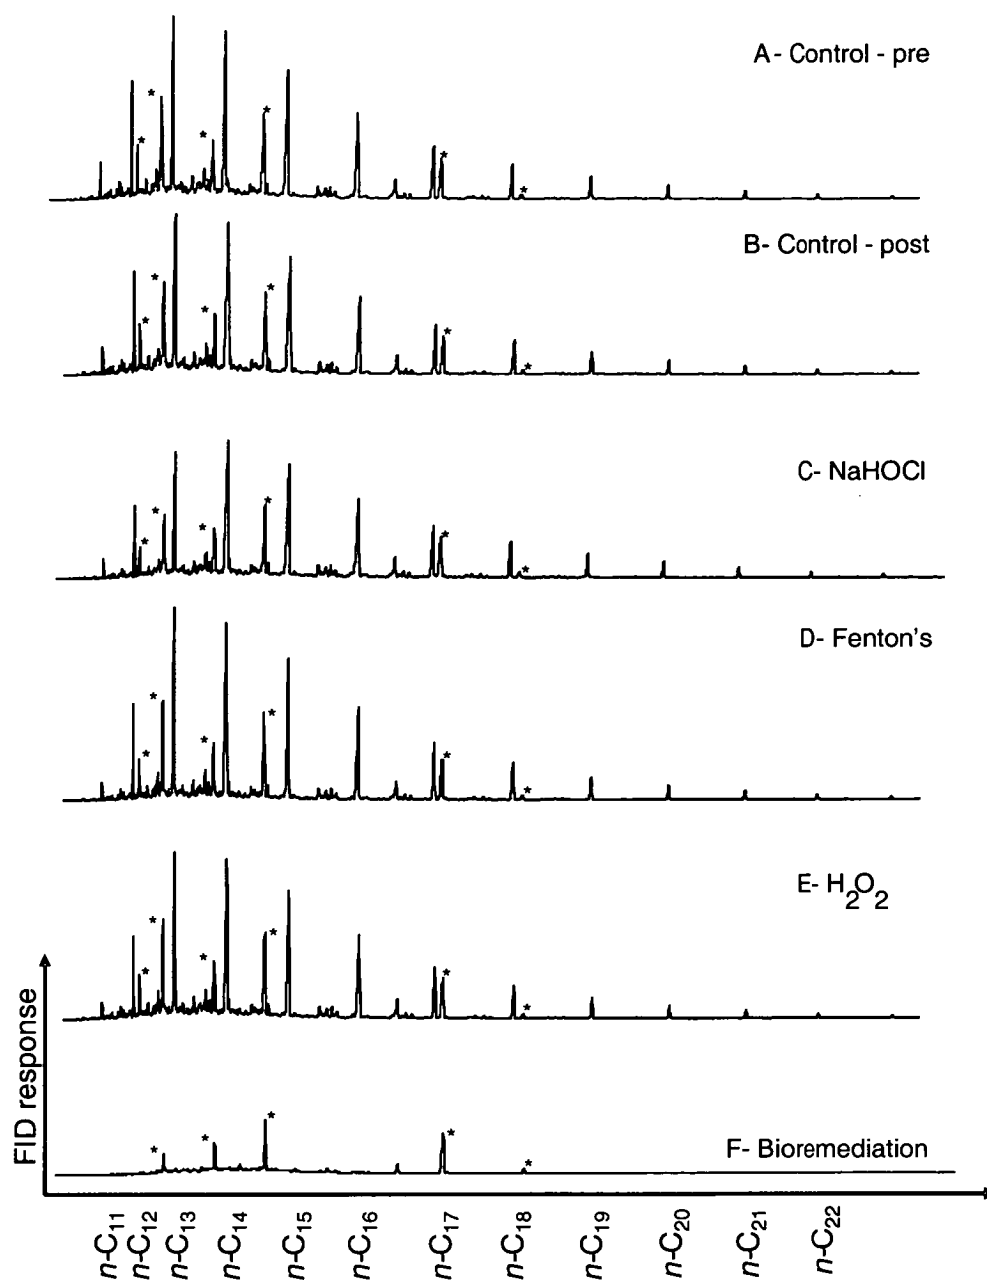 A- Control - pre
B- Control - post
C- NaHOCl
D- Fenton's
E- H2O2
F- Bioremediation
FID response
n-C11
n-C12
n-C13
n-C14
n-C15
n-C16
n-C17
n-C18
n-C19
n-C20
n-C21
n-C22